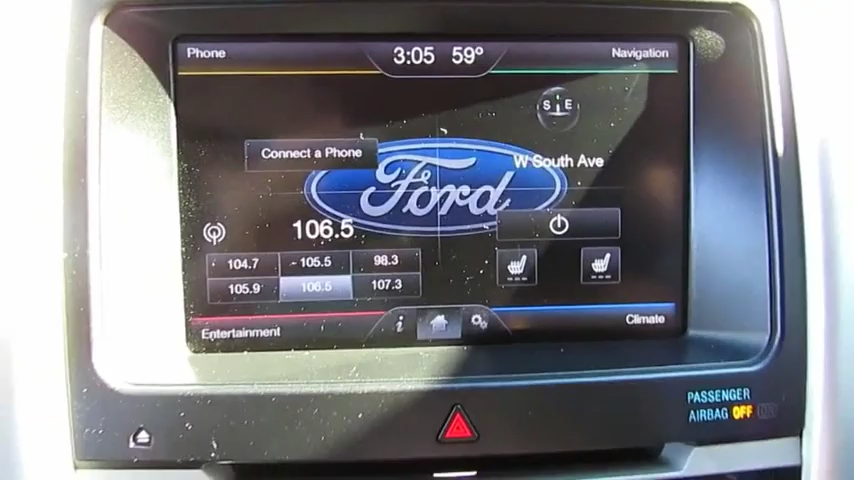 Phone
3:05 59°
Navigation
S E
Connect a Phone
W South Ave
Ford
106.5
104.7 105.5 98.3
105.9 106.5 107.3
i
Entertainment
Climate
PASSENGER
AIRBAG OFF